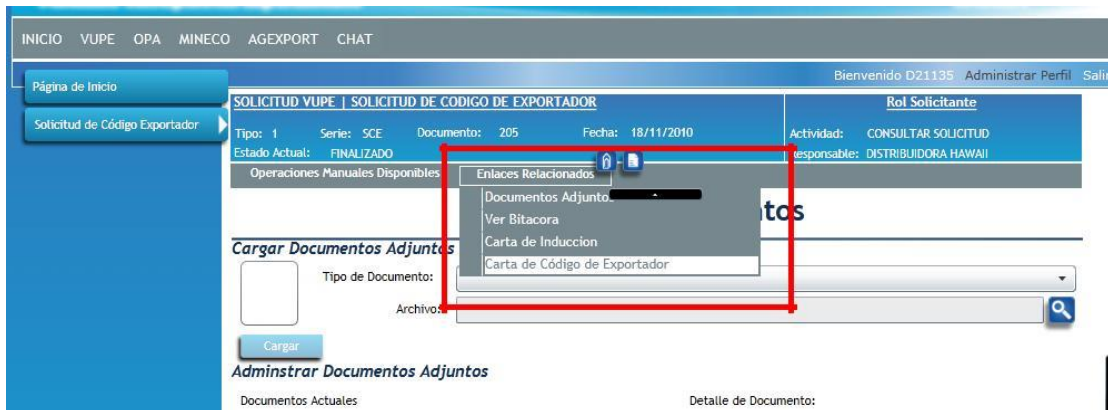 INICIO VUPE OPA MINECO AGEXPORT CHAT
Bienvenido D21135 Administrar Perfil Salir
Página de Inicio
Solicitud de Código Exportador
SOLICITUD VUPE | SOLICITUD DE CODIGO DE EXPORTADOR
Rol Solicitante
Tipo: 1 Serie: SCE Documento: 205 Fecha: 18/11/2010
Actividad: CONSULTAR SOLICITUD
Estado Actual: FINALIZADO
Responsable: DISTRIBUIDORA HAWAII
Operaciones Manuales Disponibles
Enlaces Relacionados
Documentos Adjuntos
Ver Bitacora
Carta de Induccion
Carta de Código de Exportador
tos
Cargar Documentos Adjuntos
Tipo de Documento:
Archivo:
Cargar
Adminstrar Documentos Adjuntos
Documentos Actuales
Detalle de Documento: